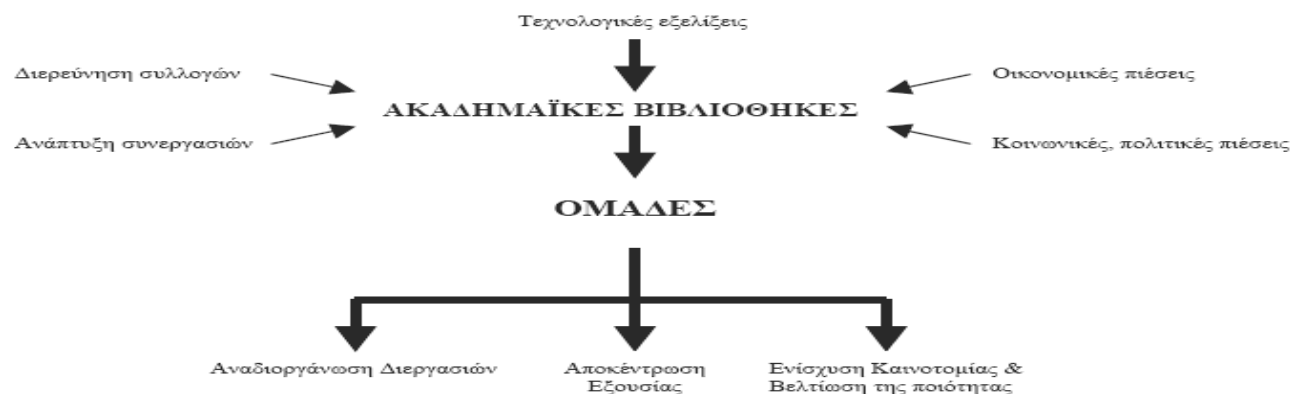 Τεχνολογικές εξελίξεις
Διερεύνηση συλλογών
Οικονομικές πιέσεις
ΑΚΑΔΗΜΑΪΚΕΣ ΒΙΒΛΙΟΘΗΚΕΣ
Ανάπτυξη συνεργασιών
Κοινωνικές, πολιτικές πιέσεις
ΟΜΑΔΕΣ
Αναδιοργάνωση Διεργασιών
Αποκέντρωση
Εξουσίας
Ενίσχυση Καινοτομίας &
Βελτίωση της ποιότητας